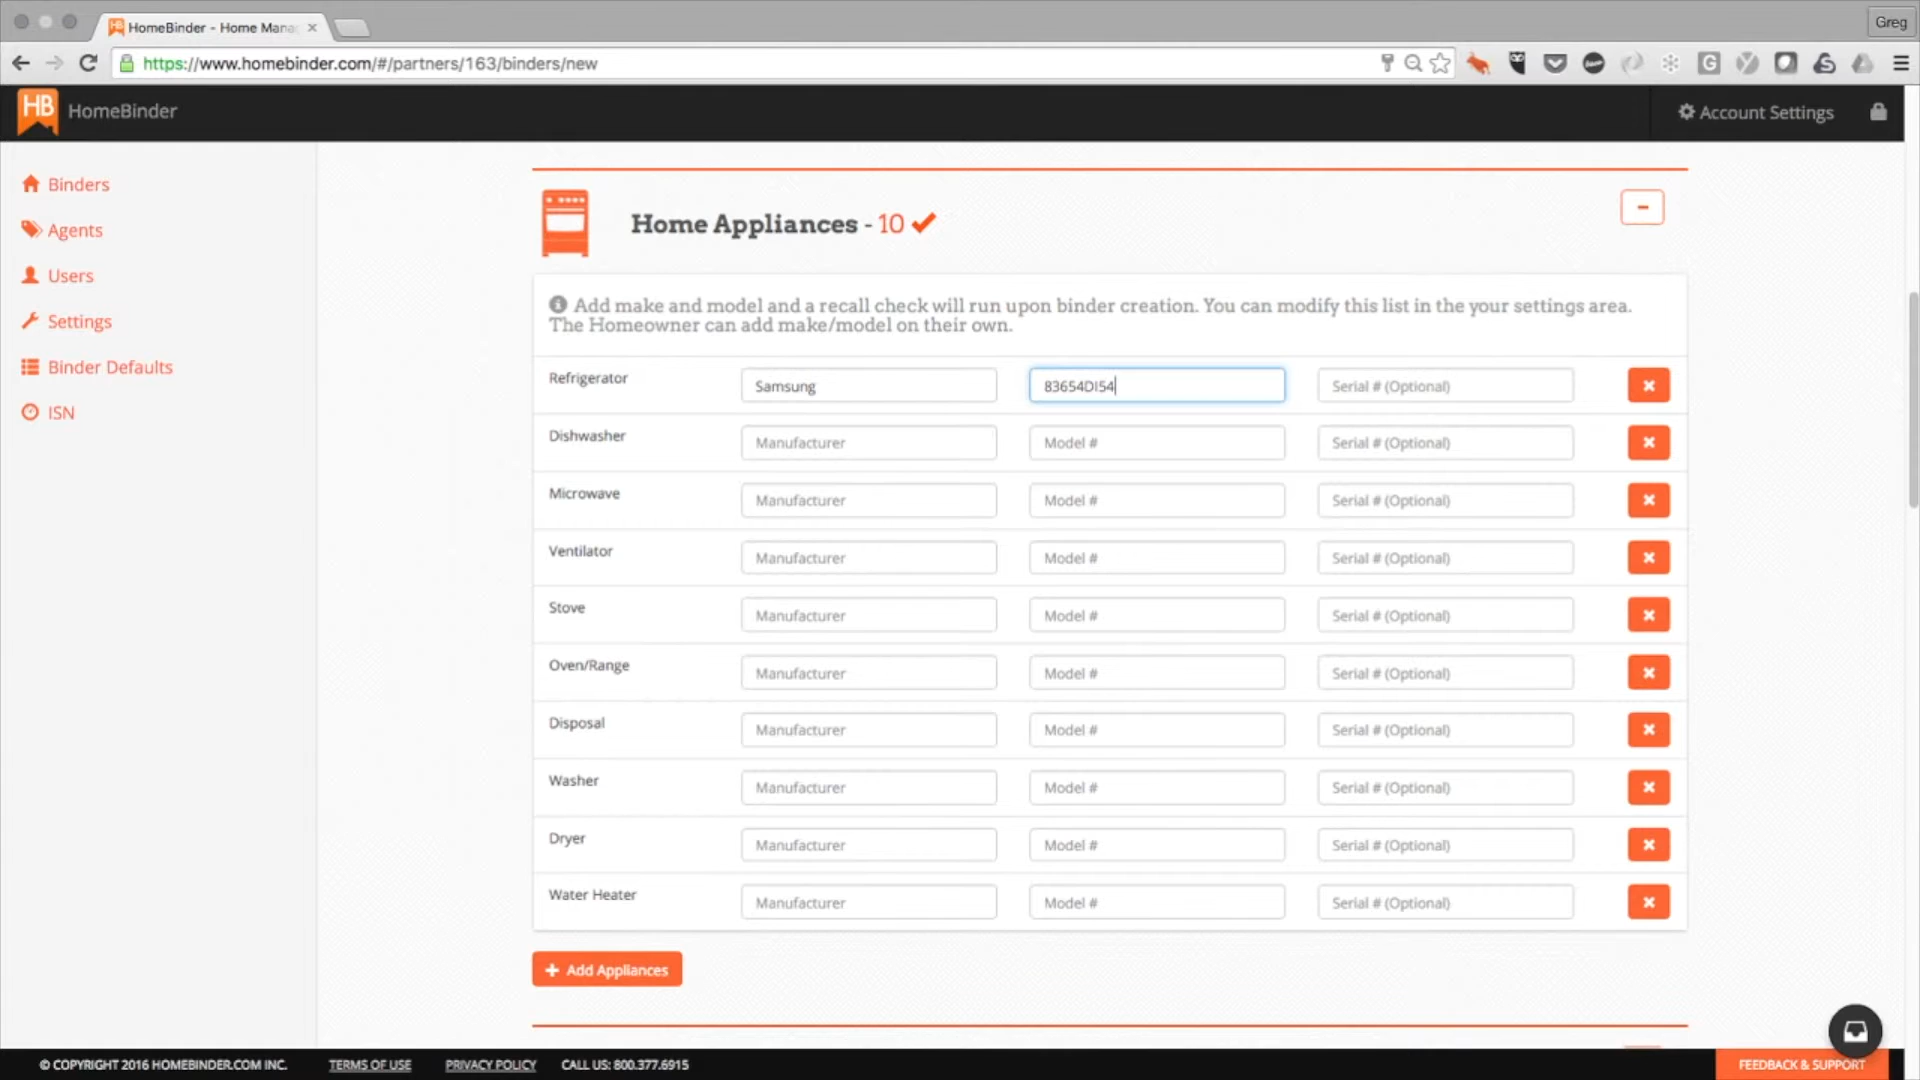 HomeBinder - Home Mana
Greg
https://www.homebinder.com/#/partners/163/binders/new
HB HomeBinder
Account Settings
Binders
Agents
Users
Settings
Binder Defaults
ISN
Home Appliances - 10
Add make and model and a recall check will run upon binder creation. You can modify this list in the your settings area.
The Homeowner can add make/model on their own.
Refrigerator Samsung 83654DI54 Serial # (Optional)
Dishwasher Manufacturer Model # Serial # (Optional)
Microwave Manufacturer Model # Serial # (Optional)
Ventilator Manufacturer Model # Serial # (Optional)
Stove Manufacturer Model # Serial # (Optional)
Oven/Range Manufacturer Model # Serial # (Optional)
Disposal Manufacturer Model # Serial # (Optional)
Washer Manufacturer Model # Serial # (Optional)
Dryer Manufacturer Model # Serial # (Optional)
Water Heater Manufacturer Model # Serial # (Optional)
Add Appliances
© COPYRIGHT 2016 HOMEBINDER.COM INC. TERMS OF USE PRIVACY POLICY CALL US: 800.377.6915
FEEDBACK & SUPPORT